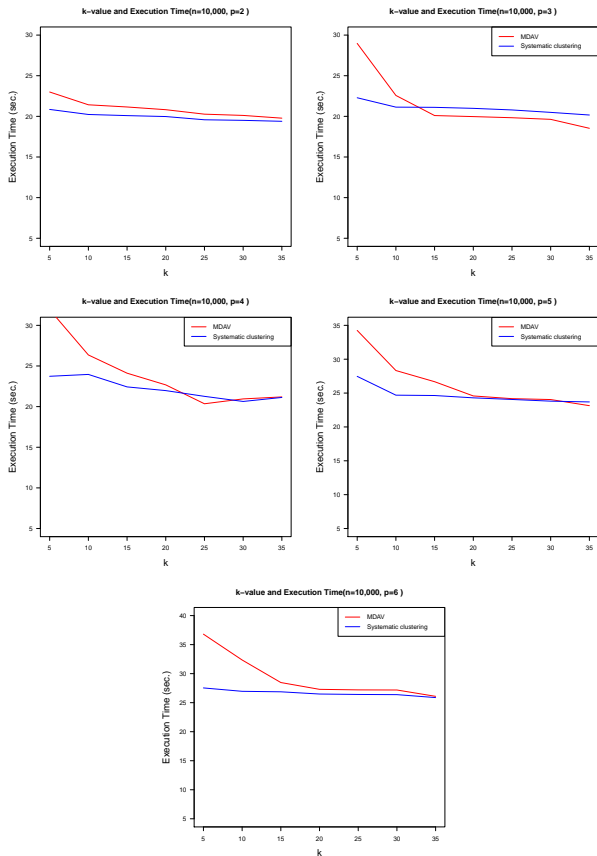 k−value and Execution Time(n=10,000, p=2 )
Execution Time (sec.)
30
25
20
15
10
5
5 10 15 20 25 30 35
k
k−value and Execution Time(n=10,000, p=3 )
MDAV
Systematic clustering
Execution Time (sec.)
30
25
20
15
10
5
5 10 15 20 25 30 35
k
k−value and Execution Time(n=10,000, p=4 )
MDAV
Systematic clustering
Execution Time (sec.)
30
25
20
15
10
5
5 10 15 20 25 30 35
k
k−value and Execution Time(n=10,000, p=5 )
MDAV
Systematic clustering
Execution Time (sec.)
35
30
25
20
15
10
5
5 10 15 20 25 30 35
k
k−value and Execution Time(n=10,000, p=6 )
MDAV
Systematic clustering
Execution Time (sec.)
40
35
30
25
20
15
10
5
5 10 15 20 25 30 35
k